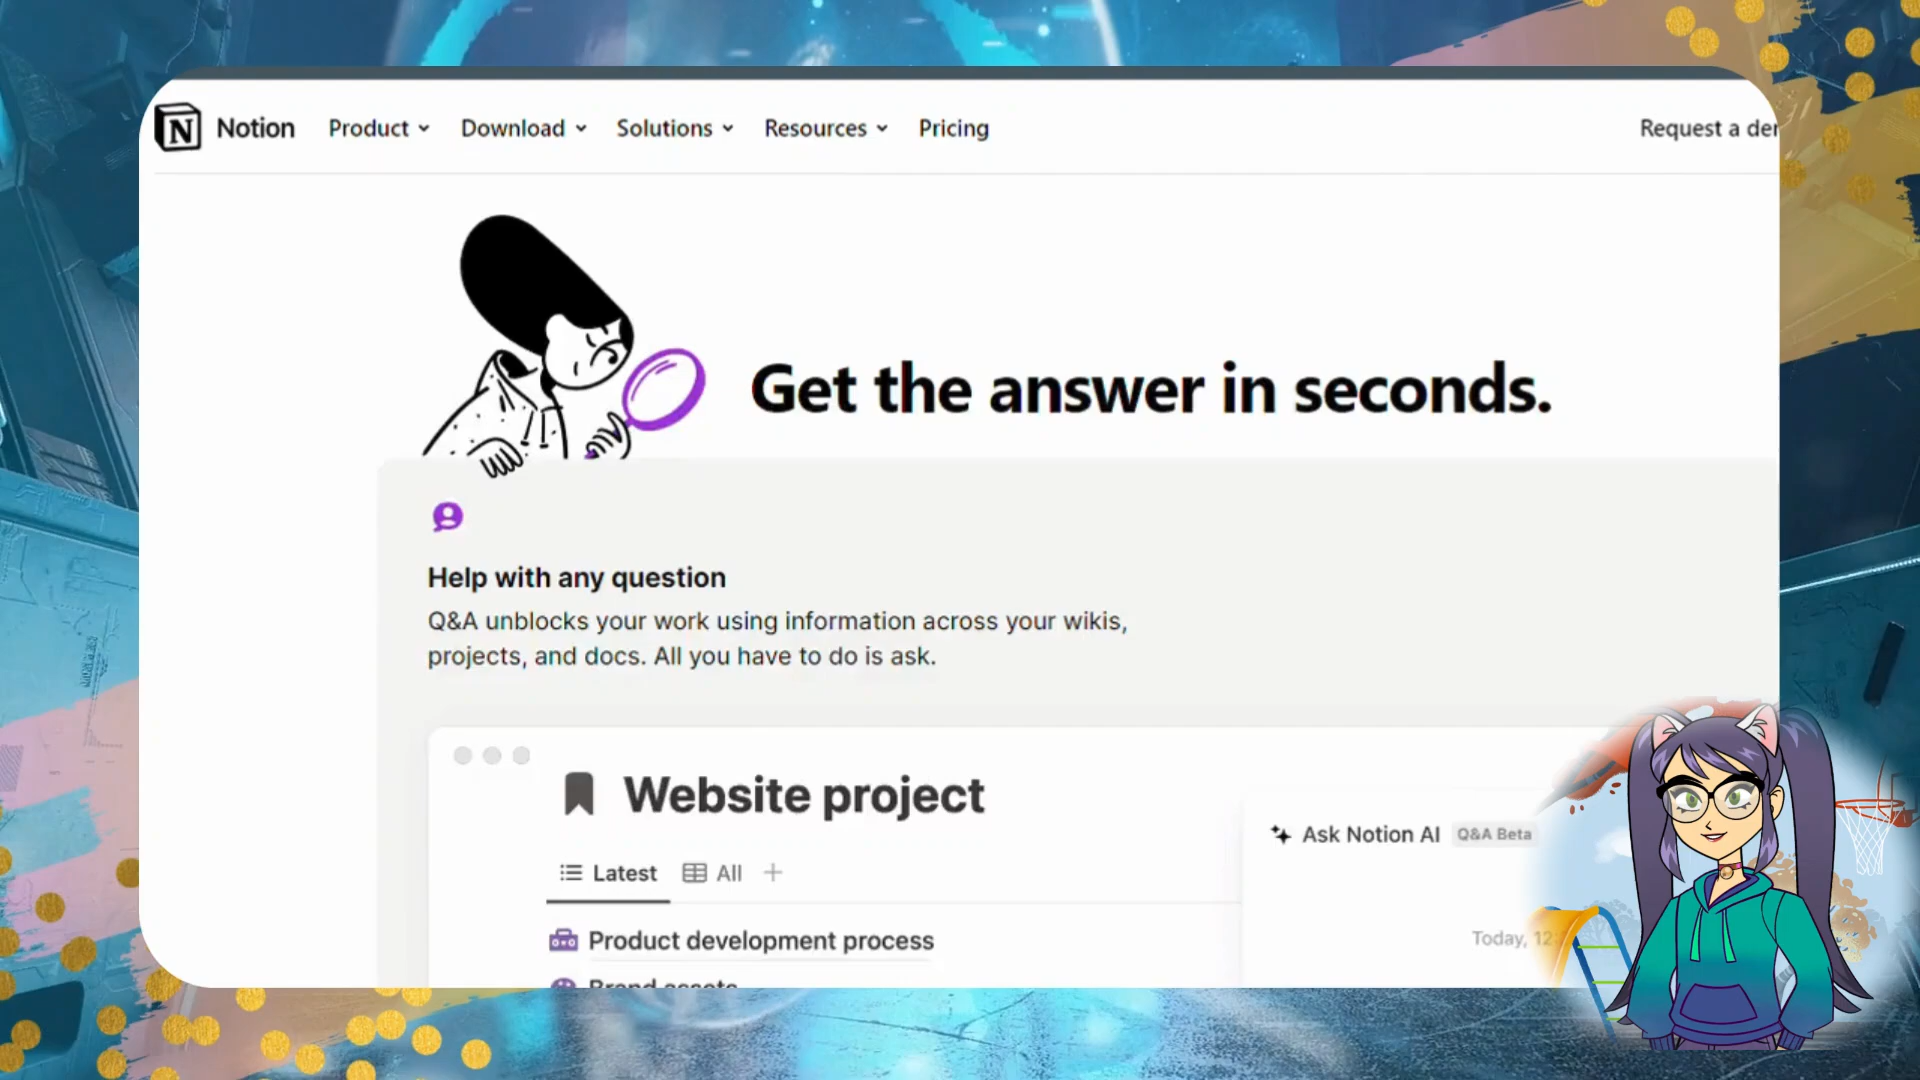 Notion Product Download Solutions Resources Pricing Request a
Get the answer in seconds.
Help with any question
Q&A unblocks your work using information across your wikis,
projects, and docs. All you have to do is ask.
Website project
Ask Notion AI Q&A Beta
Latest All +
Product development process
Today,
Brand assets